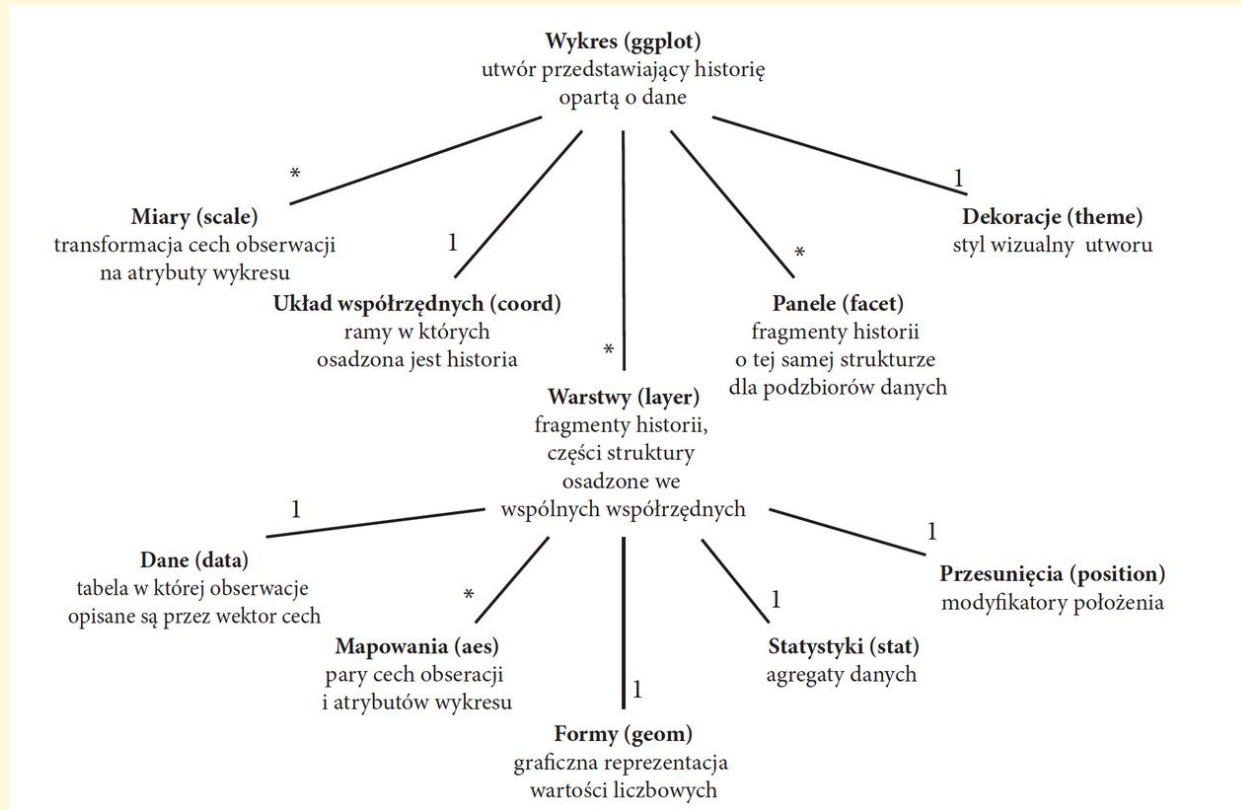 Wykres (ggplot)
utwór przedstawiający historię
opartą o dane
*
Miary (scale)
transformacja cech obserwacji
na atrybuty wykresu
1
Układ współrzędnych (coord)
ramy w których
osadzona jest historia
*
Warstwy (layer)
fragmenty historii,
części struktury
osadzone we
wspólnych współrzędnych
*
Panele (facet)
fragmenty historii
o tej samej strukturze
dla podzbiorów danych
1
Dekoracje (theme)
styl wizualny utworu
1
Dane (data)
tabela w której obserwacje
opisane są przez wektor cech
*
Mapowania (aes)
pary cech obseracji
i atrybutów wykresu
1
Formy (geom)
graficzna reprezentacja
wartości liczbowych
1
Statystyki (stat)
agregaty danych
1
Przesunięcia (position)
modyfikatory położenia